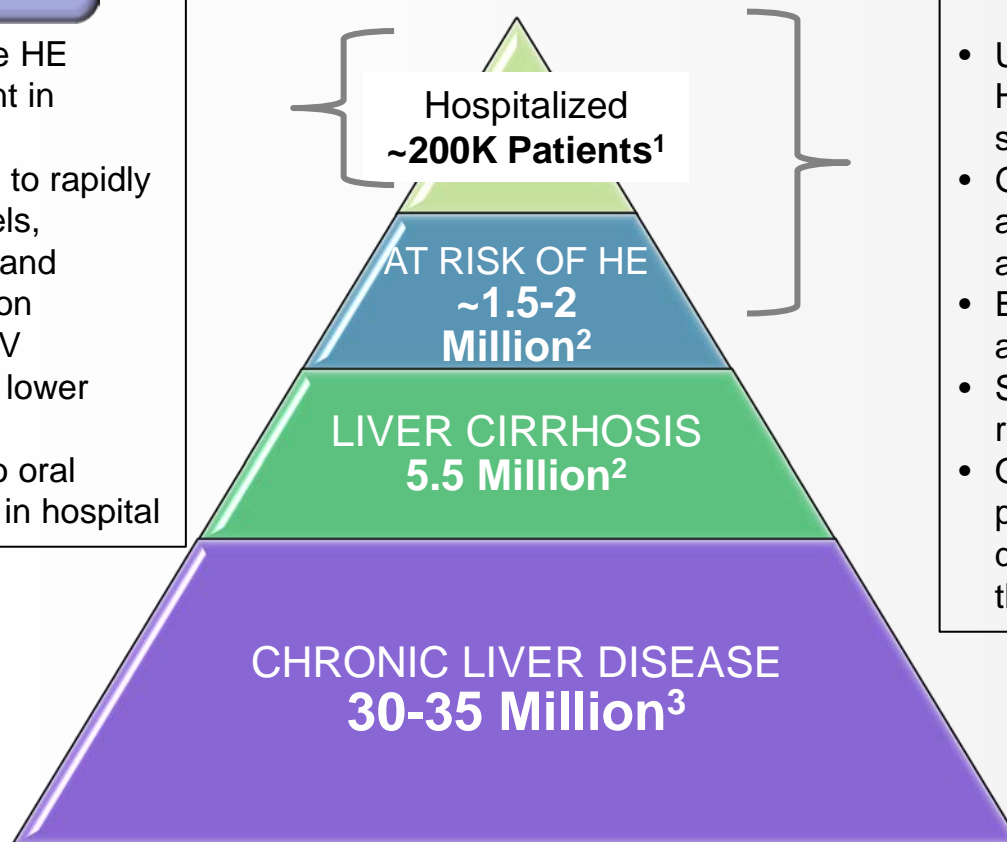 e HE
nt in
to rapidly
els,
and
on
V
lower
o oral
in hospital
Hospitalized
~200K Patients¹
AT RISK OF HE
~1.5-2
Million²
LIVER CIRRHOSIS
5.5 Million²
CHRONIC LIVER DISEASE
30-35 Million³
•
H
s
•
a
a
• E
a
• S
r
•
p
t